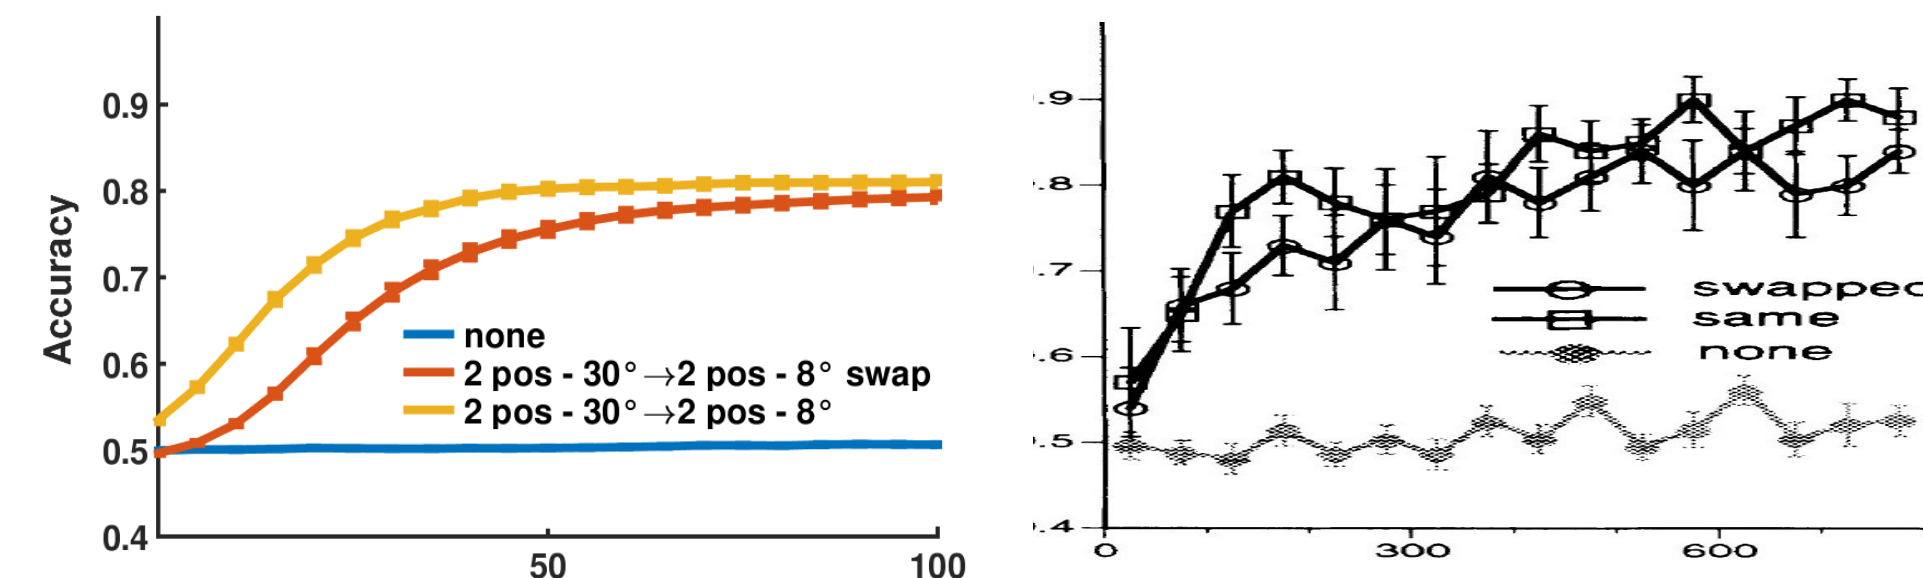 Accuracy
0.9
0.8
0.7
0.6
0.5
0.4
50
100
none
2 pos - 30°→2 pos - 8° swap
2 pos - 30°→2 pos - 8°
.9
.8
.7
.6
.5
.4
0
300
600
swapped
same
none